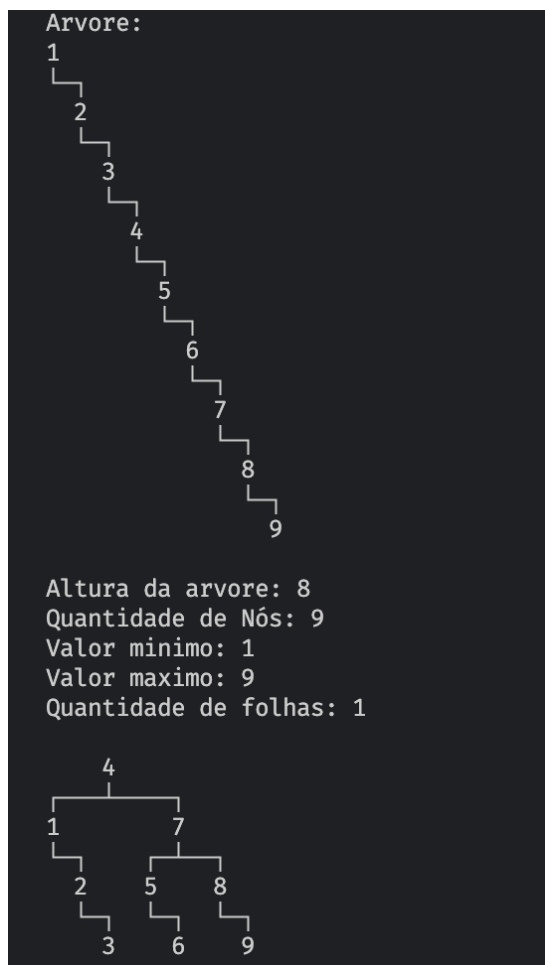 Arvore:
1
2
3
4
5
6
7
8
9
Altura da arvore: 8
Quantidade de Nós: 9
Valor minimo: 1
Valor maximo: 9
Quantidade de folhas: 1
4
1 7
2 5 8
3 6 9